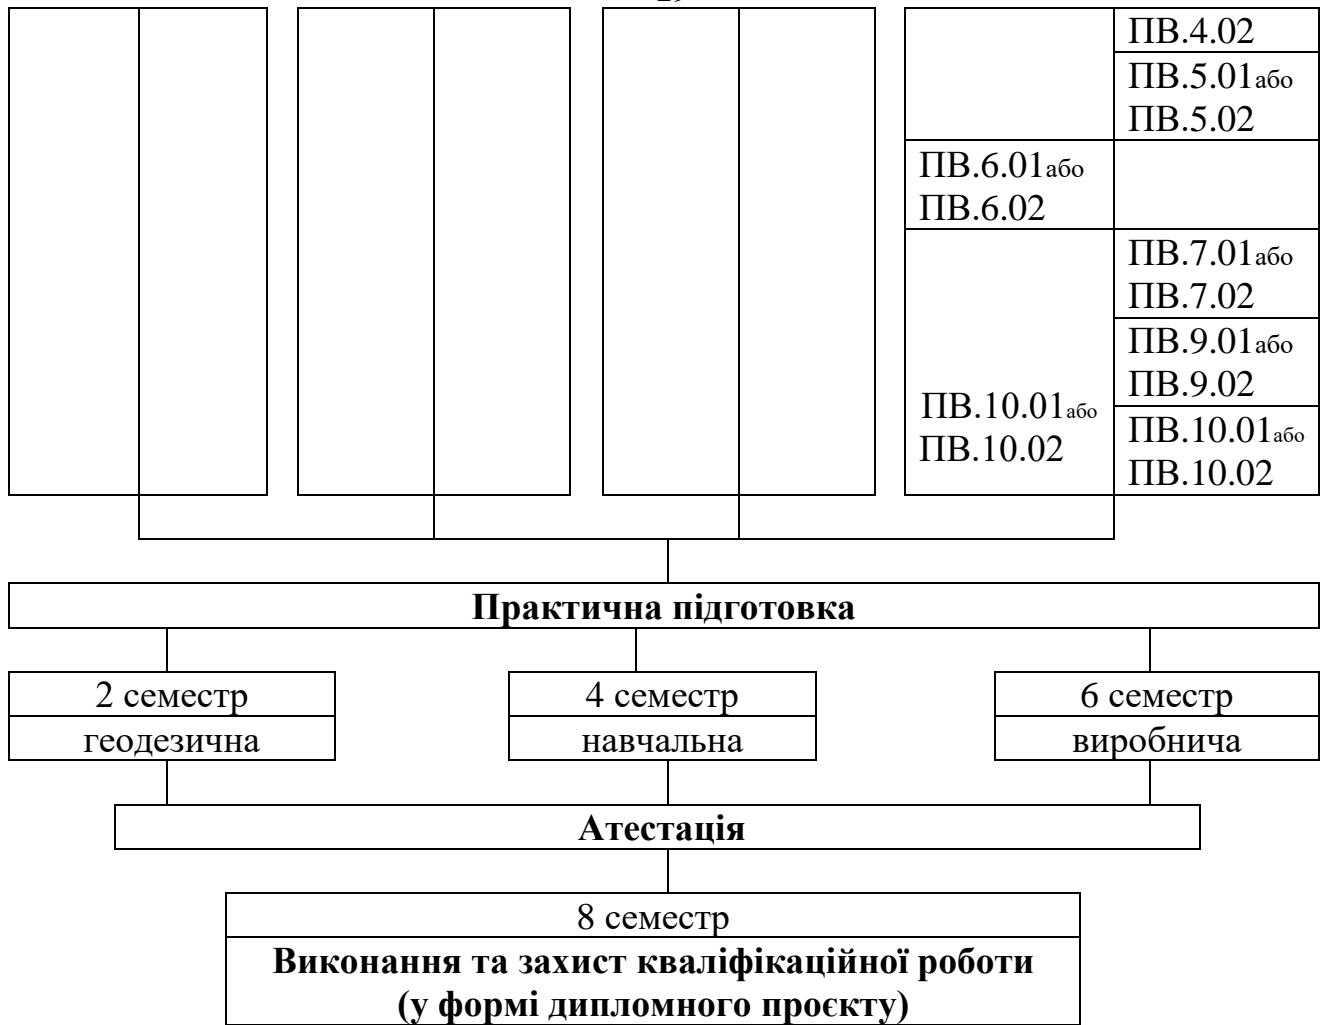 ПВ.4.02
ПВ.5.01або
ПВ.5.02
ПВ.6.01або
ПВ.6.02
ПВ.7.01або
ПВ.7.02
ПВ.9.01або
ПВ.9.02
ПВ.10.01або
ПВ.10.02
ПВ.10.01або
ПВ.10.02
Практична підготовка
2 семестр
геодезична
4 семестр
навчальна
6 семестр
виробнича
Атестація
8 семестр
Виконання та захист кваліфікаційної роботи
(у формі дипломного проєкту)